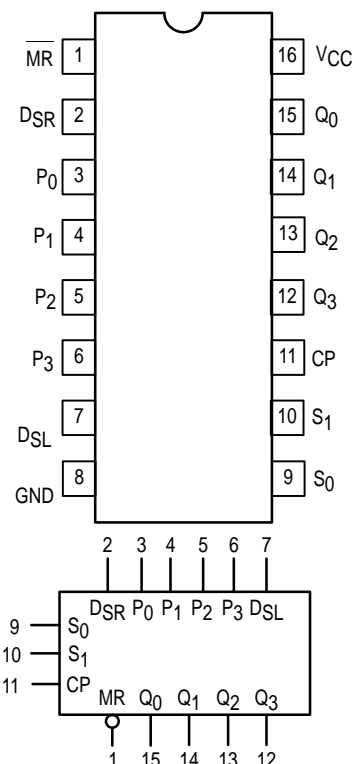 MR 1 16 VCC
DSR 2 15 Q0
P0 3 14 Q1
P1 4 13 Q2
P2 5 12 Q3
P3 6 11 CP
DSL 7 10 S1
GND 8 9 S0
2 3 4 5 6 7
DSR P0 P1 P2 P3 DSL
9 S0
10 S1
11 CP
MR Q0 Q1 Q2 Q3
1 15 14 13 12